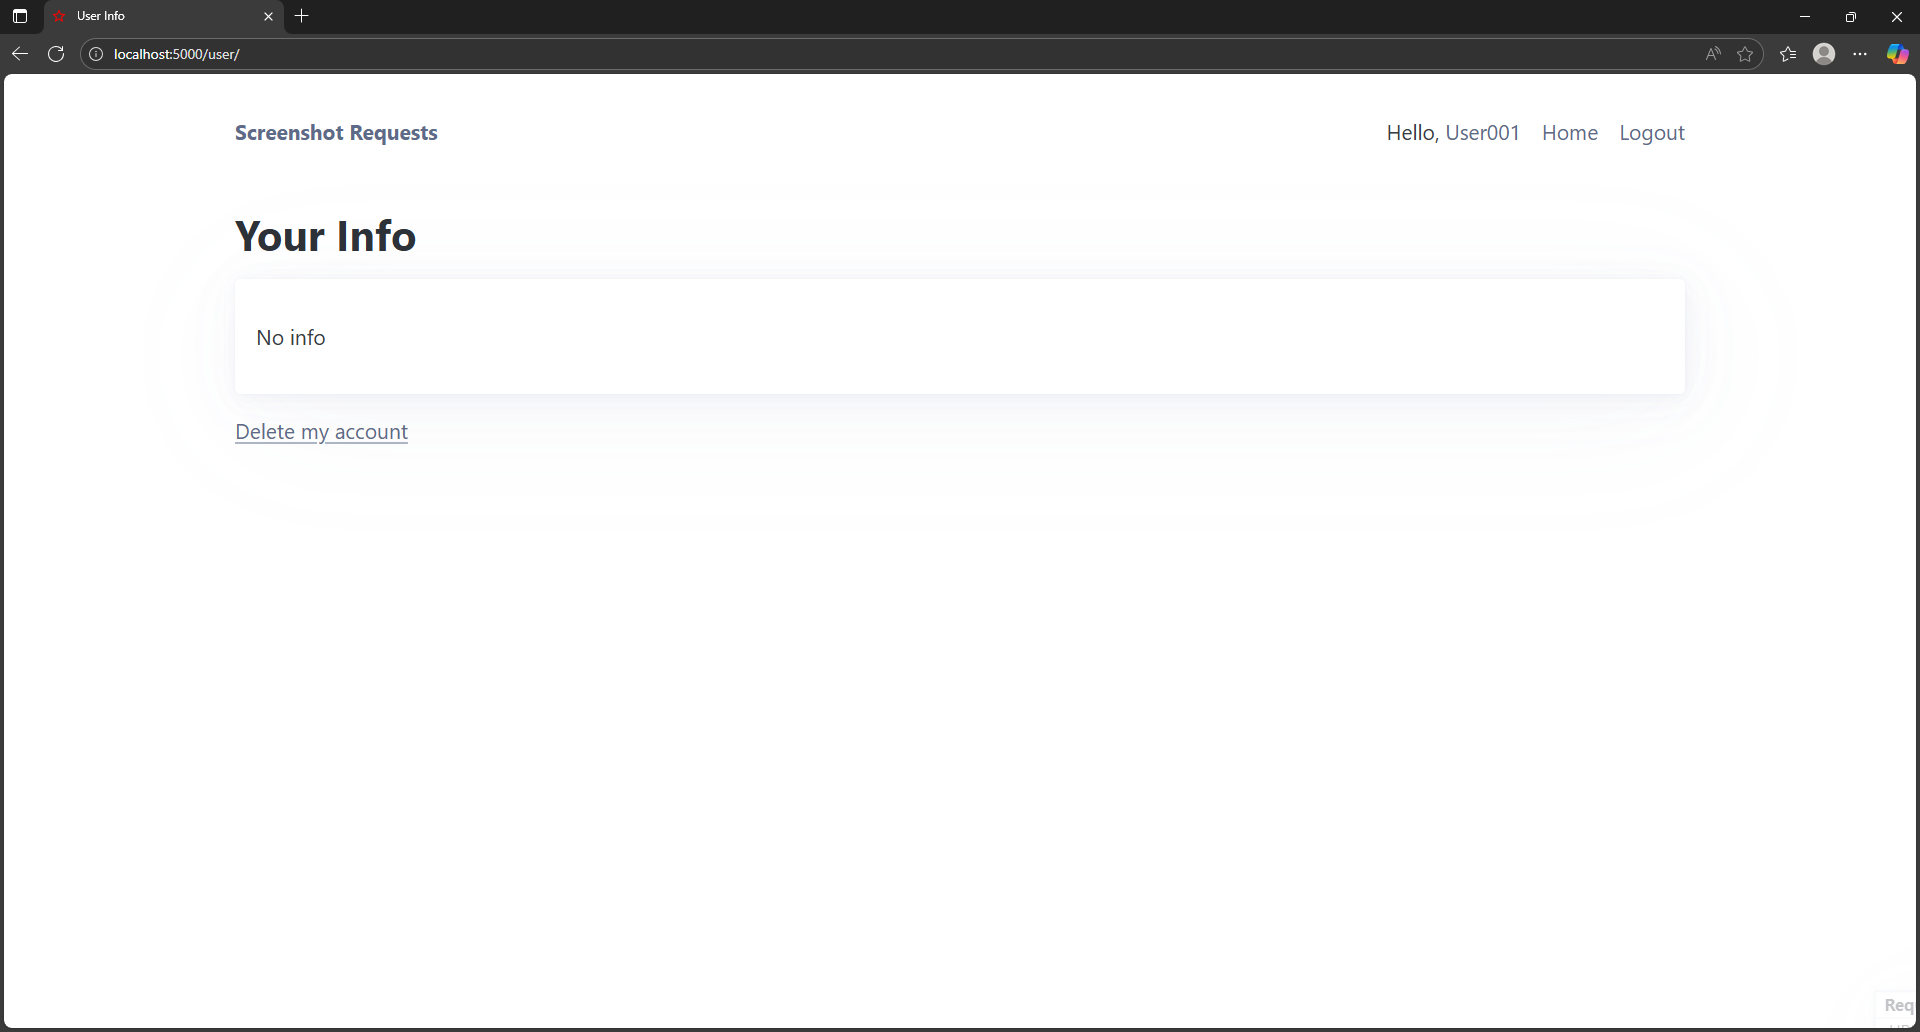 User Info
localhost:5000/user/
Screenshot Requests
Hello, User001 Home Logout
Your Info
No info
Delete my account
Req